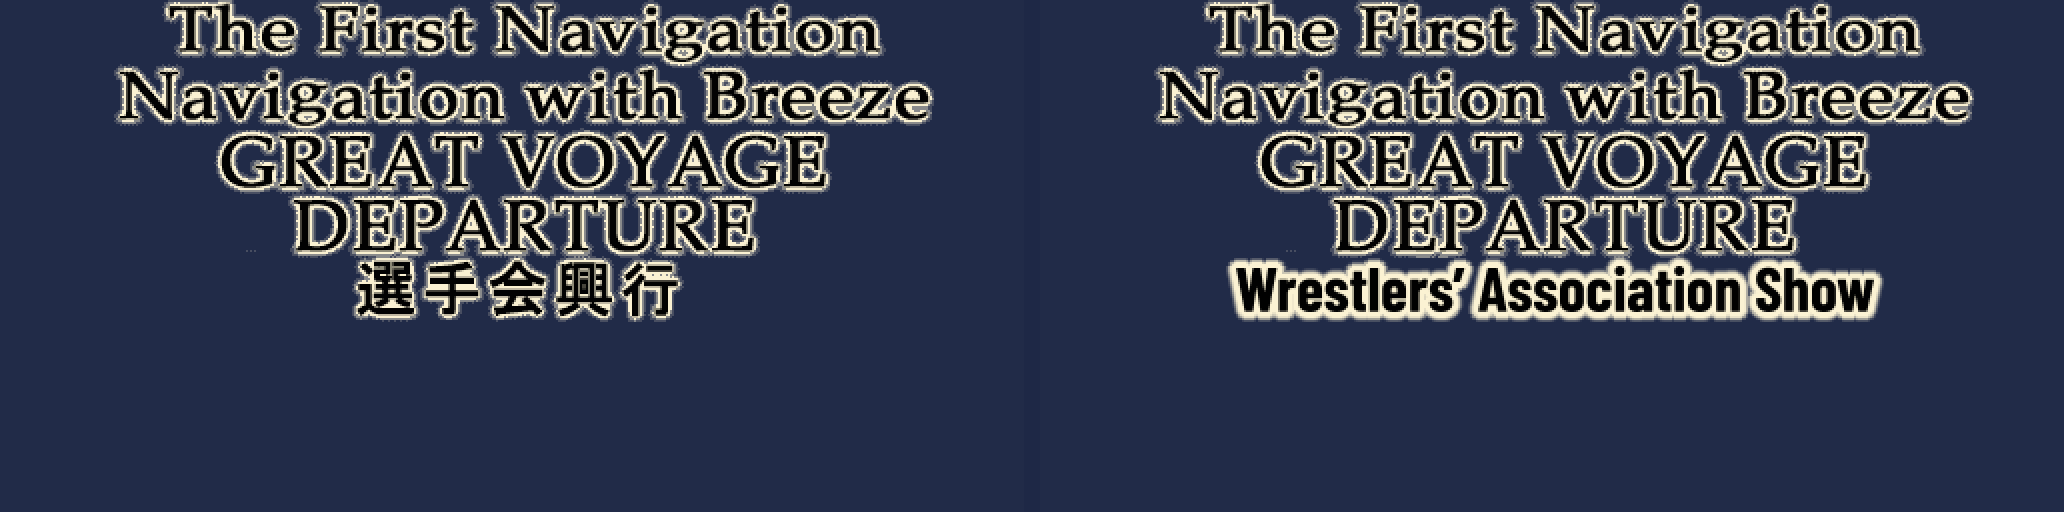 The First Navigation
Navigation with Breeze
GREAT VOYAGE
DEPARTURE
選手会興行
The First Navigation
Navigation with Breeze
GREAT VOYAGE
DEPARTURE
Wrestlers’ Association Show